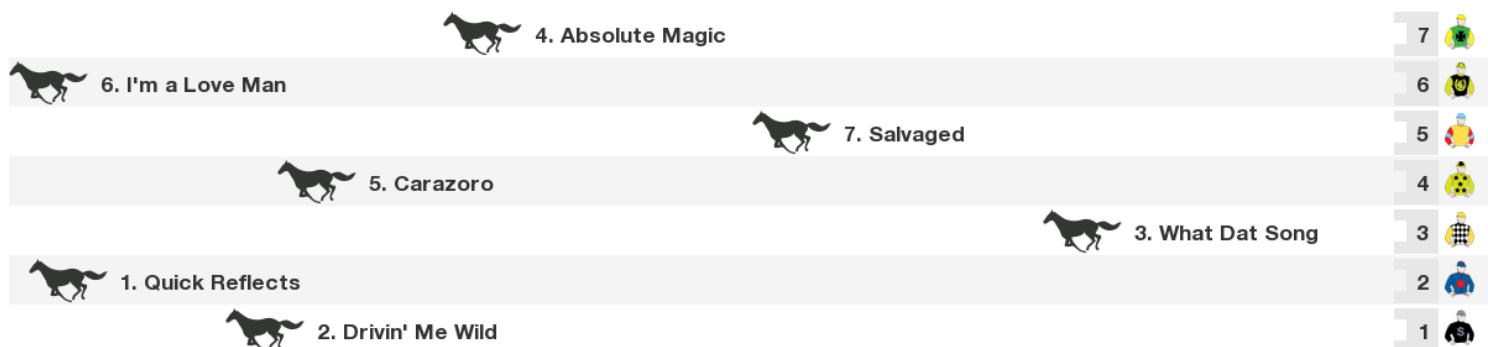 4. Absolute Magic 7
6. I'm a Love Man 6
7. Salvaged 5
5. Carazoro 4
3. What Dat Song 3
1. Quick Reflects 2
2. Drivin' Me Wild 1 S